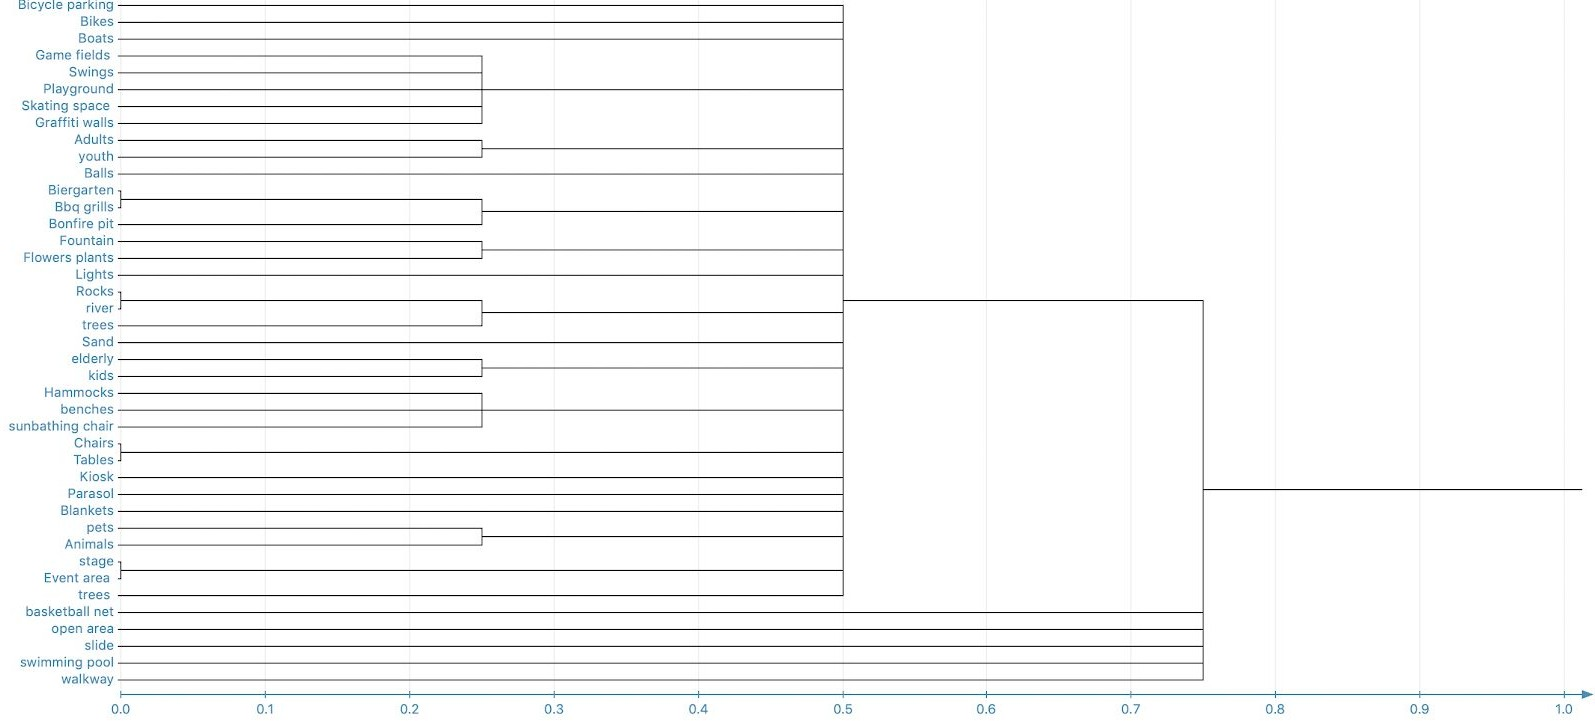 Bicycle parking
Bikes
Boats
Game fields
Swings
Playground
Skating space
Graffiti walls
Adults
youth
Balls
Biergarten
Bbq grills
Bonfire pit
Fountain
Flowers plants
Lights
Rocks
river
trees
Sand
elderly
kids
Hammocks
benches
sunbathing chair
Chairs
Tables
Kiosk
Parasol
Blankets
pets
Animals
stage
Event area
trees
basketball net
open area
slide
swimming pool
walkway
0.0 0.1 0.2 0.3 0.4 0.5 0.6 0.7 0.8 0.9 1.0